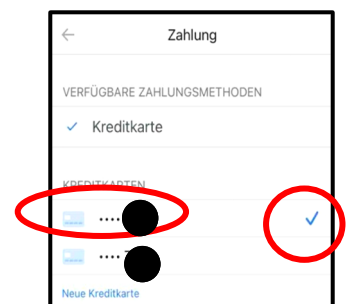 Zahlung
VERFÜGBARE ZAHLUNGSMETHODEN
Kreditkarte
KREDITKARTEN
....
....
Neue Kreditkarte